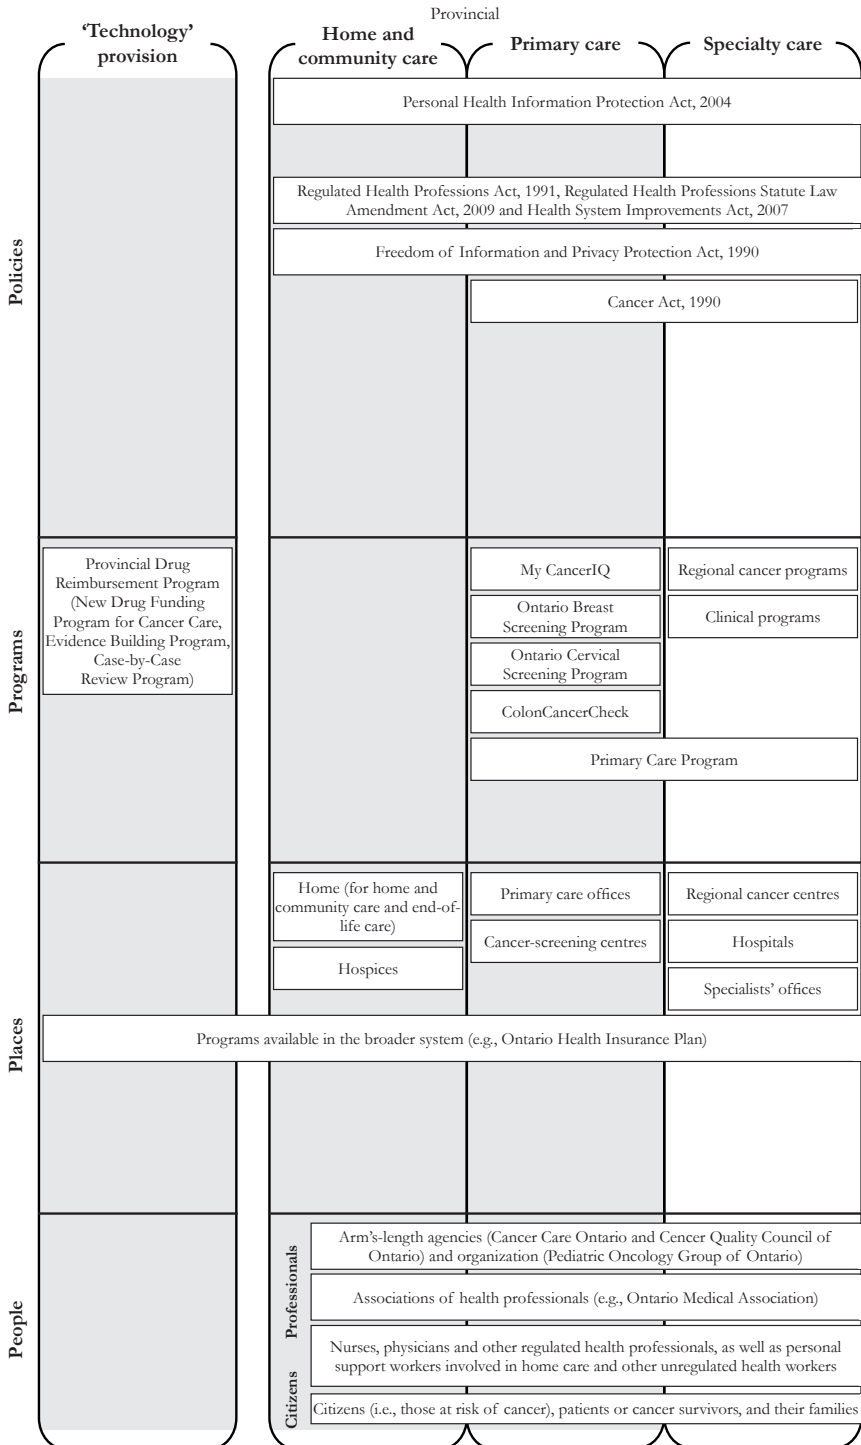 Provincial
‘Technology’
provision
Home and
community care
Primary care
Specialty care
Policies
Personal Health Information Protection Act, 2004
Regulated Health Professions Act, 1991, Regulated Health Professions Statute Law
Amendment Act, 2009 and Health System Improvements Act, 2007
Freedom of Information and Privacy Protection Act, 1990
Cancer Act, 1990
Programs
Provincial Drug
Reimbursement Program
(New Drug Funding
Program for Cancer Care,
Evidence Building Program,
Case-by-Case
Review Program)
My CancerIQ
Ontario Breast
Screening Program
Ontario Cervical
Screening Program
ColonCancerCheck
Primary Care Program
Regional cancer programs
Clinical programs
Places
Home (for home and
community care and end-of-
life care)
Hospices
Primary care offices
Cancer-screening centres
Regional cancer centres
Hospitals
Specialists’ offices
Programs available in the broader system (e.g., Ontario Health Insurance Plan)
People
Professionals
Arm’s-length agencies (Cancer Care Ontario and Cencer Quality Council of
Ontario) and organization (Pediatric Oncology Group of Ontario)
Associations of health professionals (e.g., Ontario Medical Association)
Nurses, physicians and other regulated health professionals, as well as personal
support workers involved in home care and other unregulated health workers
Citizens
Citizens (i.e., those at risk of cancer), patients or cancer survivors, and their families